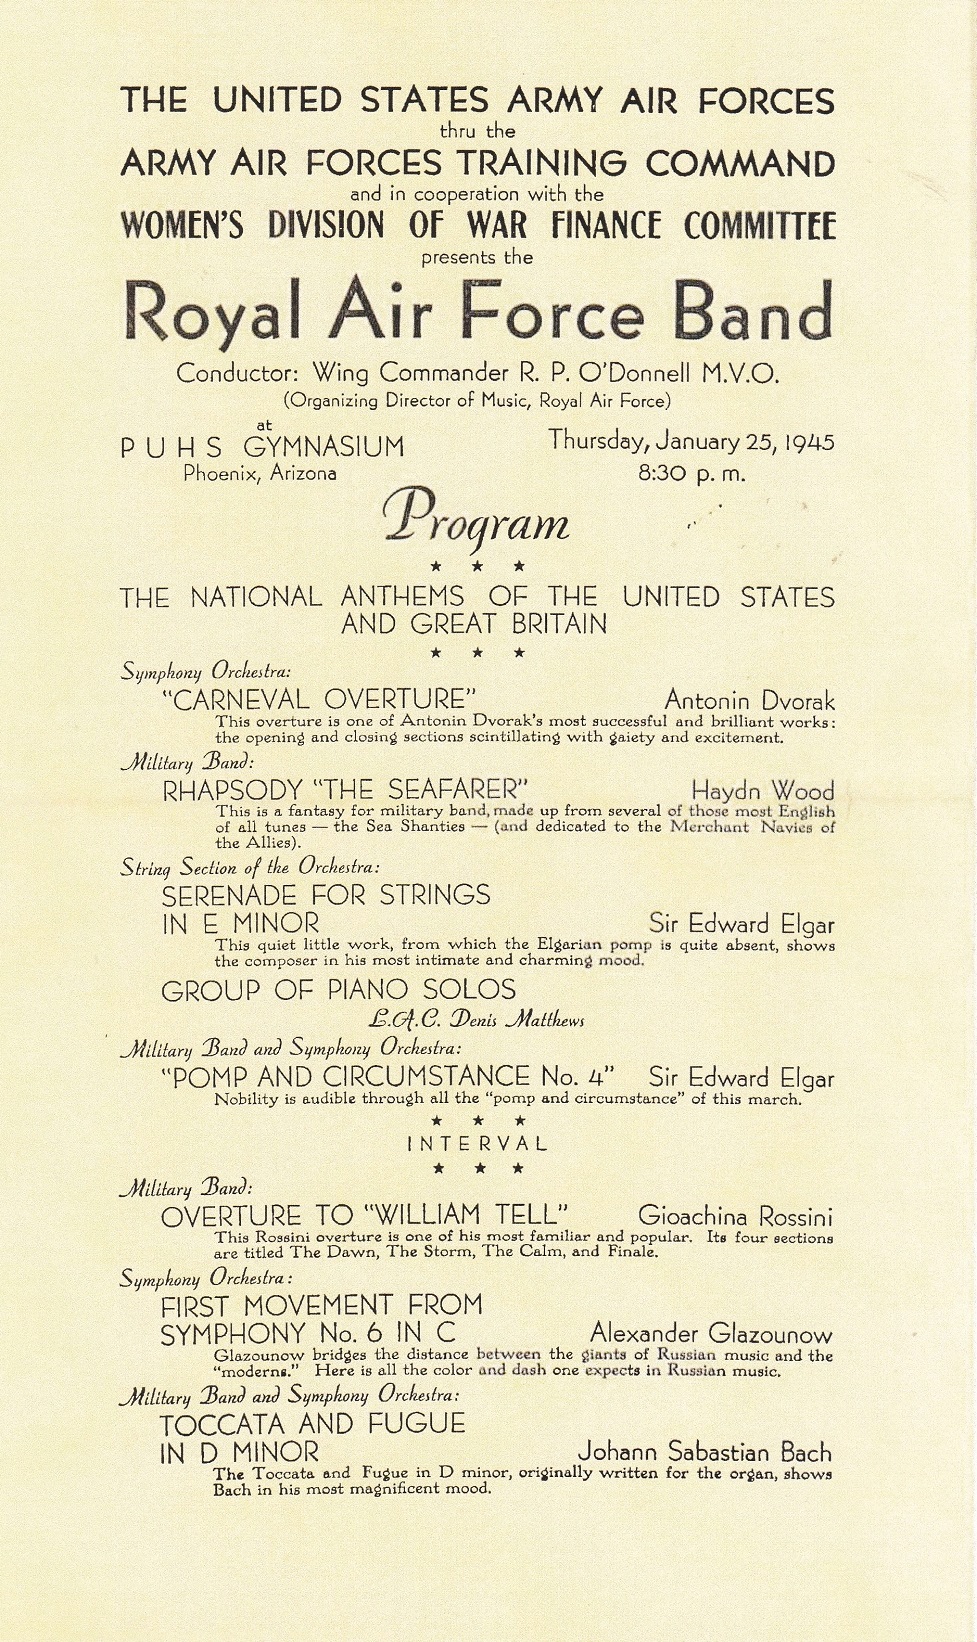 THE UNITED STATES ARMY AIR FORCES
thru the
ARMY AIR FORCES TRAINING COMMAND
and in cooperation with the
WOMEN'S DIVISION OF WAR FINANCE COMMITTEE
presents the
Royal Air Force Band
Conductor: Wing Commander R. P. O'Donnell M.V.O.
(Organizing Director of Music, Royal Air Force)
at
P U H S GYMNASIUM
Phoenix, Arizona
Thursday, January 25, 1945
8:30 p. m.
Program
★ ★ ★
THE NATIONAL ANTHEMS OF THE UNITED STATES
AND GREAT BRITAIN
★ ★ ★
Symphony Orchestra:
"CARNEVAL OVERTURE" Antonin Dvorak
This overture is one of Antonin Dvorak's most successful and brilliant works:
the opening and closing sections scintillating with gaiety and excitement.
Military Band:
RHAPSODY "THE SEAFARER" Haydn Wood
This is a fantasy for military band, made up from several of those most English
of all tunes — the Sea Shanties — (and dedicated to the Merchant Navies of
the Allies).
String Section of the Orchestra:
SERENADE FOR STRINGS
IN E MINOR Sir Edward Elgar
This quiet little work, from which the Elgarian pomp is quite absent, shows
the composer in his most intimate and charming mood.
GROUP OF PIANO SOLOS
L.A.C. Denis Matthews
Military Band and Symphony Orchestra:
"POMP AND CIRCUMSTANCE No. 4" Sir Edward Elgar
Nobility is audible through all the "pomp and circumstance" of this march.
★ ★ ★
INTERVAL
★ ★ ★
Military Band:
OVERTURE TO "WILLIAM TELL" Gioachina Rossini
This Rossini overture is one of his most familiar and popular. Its four sections
are titled The Dawn, The Storm, The Calm, and Finale.
Symphony Orchestra:
FIRST MOVEMENT FROM
SYMPHONY No. 6 IN C Alexander Glazounow
Glazounow bridges the distance between the giants of Russian music and the
"moderns." Here is all the color and dash one expects in Russian music.
Military Band and Symphony Orchestra:
TOCCATA AND FUGUE
IN D MINOR Johann Sabastian Bach
The Toccata and Fugue in D minor, originally written for the organ, shows
Bach in his most magnificent mood.